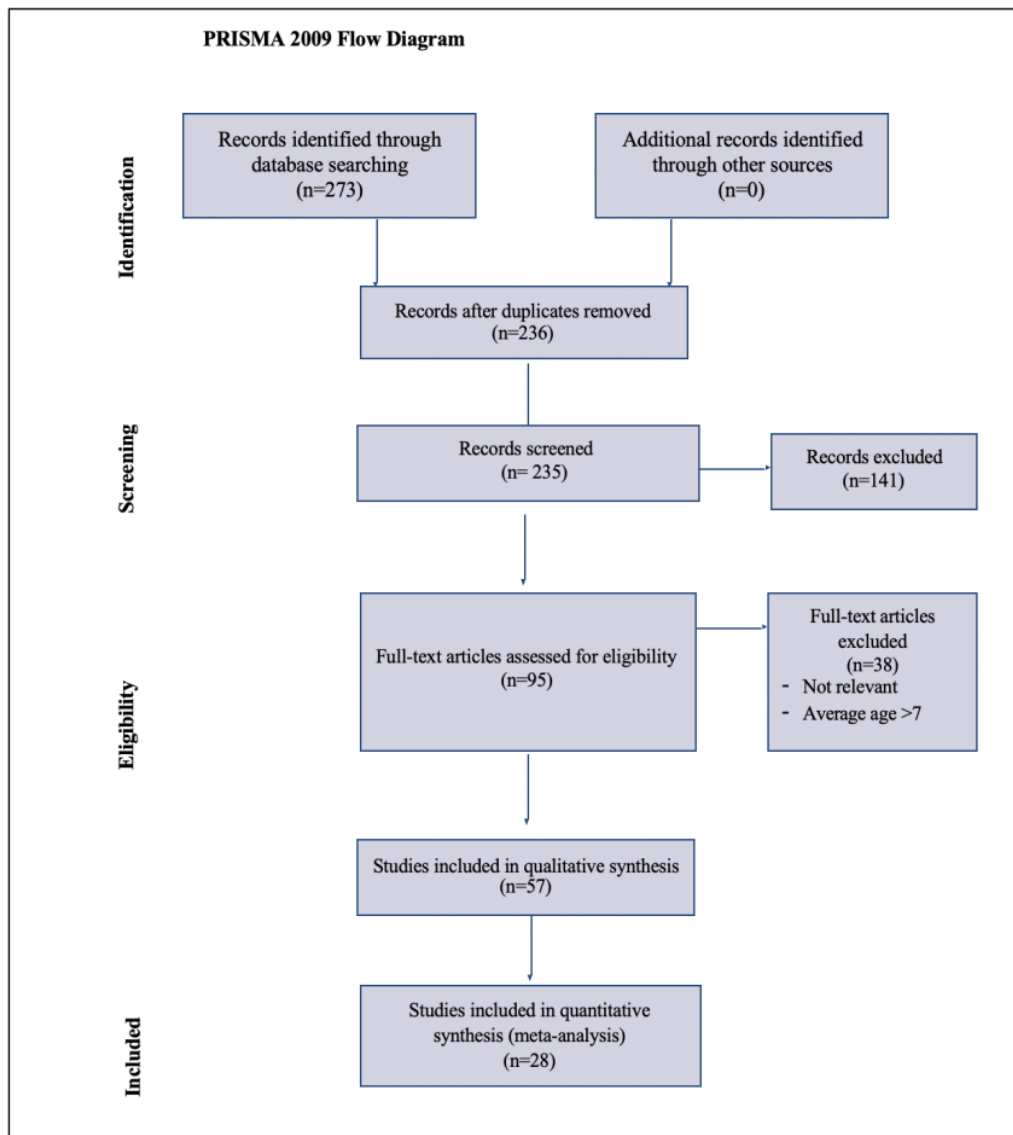 PRISMA 2009 Flow Diagram
Identification
Records identified through
database searching
(n=273)
Additional records identified
through other sources
(n=0)
Records after duplicates removed
(n=236)
Screening
Records screened
(n= 235)
Records excluded
(n=141)
Eligibility
Full-text articles assessed for eligibility
(n=95)
Full-text articles
excluded
(n=38)
- Not relevant
- Average age >7
Studies included in qualitative synthesis
(n=57)
Included
Studies included in quantitative
synthesis (meta-analysis)
(n=28)